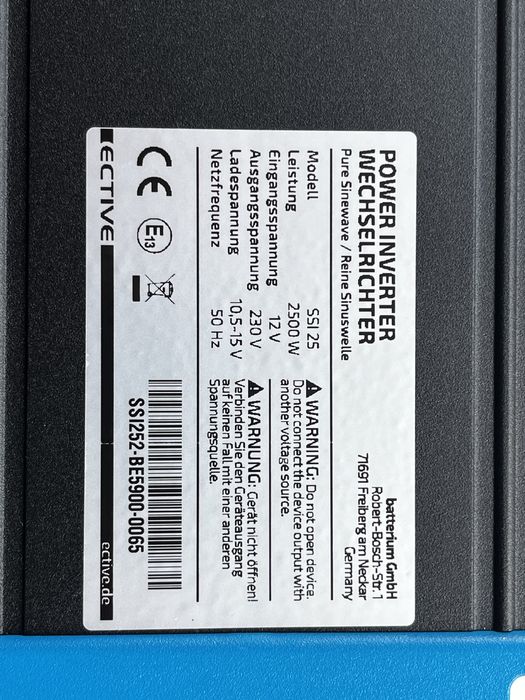 POWER INVERTER
WECHSELRICHTER
Pure Sinewave / Reine Sinuswelle
batterium GmbH
Robert-Bosch-Str. 1
71691 Freiberg am Neckar
Germany
Modell SSI 25
Leistung 2500 W
Eingangsspannung 12 V
Ausgangsspannung 230 V
Ladespannung 10,5-15 V
Netzfrequenz 50 Hz
WARNING: Do not open device.
Do not connect the device output with
another voltage source.
WARNUNG: Gerät nicht öffnen!
Verbinden Sie den Geräteausgang
auf keinen Fall mit einer anderen
Spannungsquelle.
CE E13
SSI252-BE5900-0065
ECTIVE ective.de